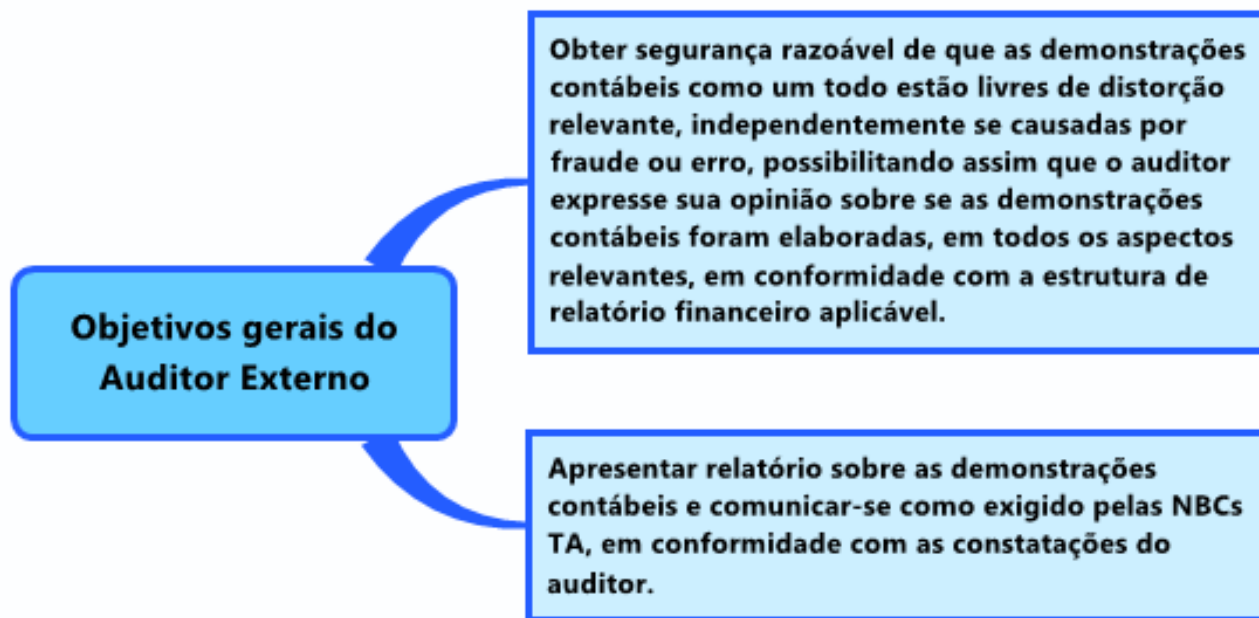 Obter segurança razoável de que as demonstrações
contábeis como um todo estão livres de distorção
relevante, independentemente se causadas por
fraude ou erro, possibilitando assim que o auditor
expresse sua opinião sobre se as demonstrações
contábeis foram elaboradas, em todos os aspectos
relevantes, em conformidade com a estrutura de
relatório financeiro aplicável.
Objetivos gerais do
Auditor Externo
Apresentar relatório sobre as demonstrações
contábeis e comunicar-se como exigido pelas NBCs
TA, em conformidade com as constatações do
auditor.